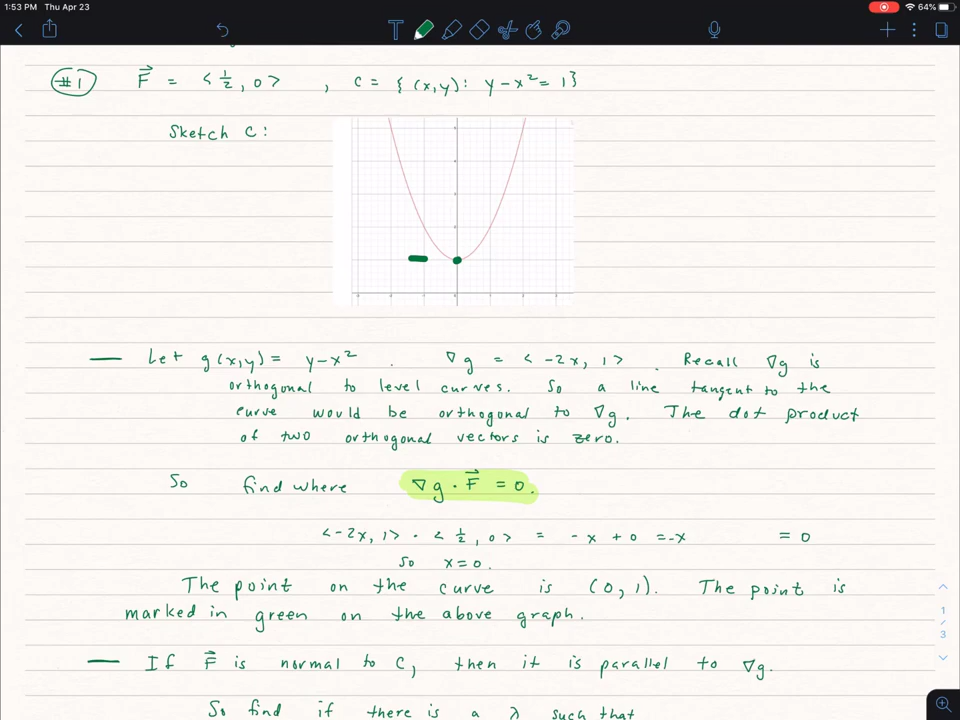 1:53 PM Thu Apr 23
64%
#1 F⃗ = < 1/2, 0 > , C = { (x,y): y-x² = 1}
Sketch C:
Let g(x,y) = y-x² . ∇g = < -2x, 1 > Recall ∇g is
orthogonal to level curves. So a line tangent to the
curve would be orthogonal to ∇g. The dot product
of two orthogonal vectors is zero.
So find where ∇g · F⃗ = 0.
<-2x, 1> · < 1/2, 0 > = -x + 0 = -x = 0
So x = 0.
The point on the curve is (0, 1). The point is
marked in green on the above graph.
If F⃗ is normal to C, then it is parallel to ∇g.
So find if there is a λ such that
1
/
3